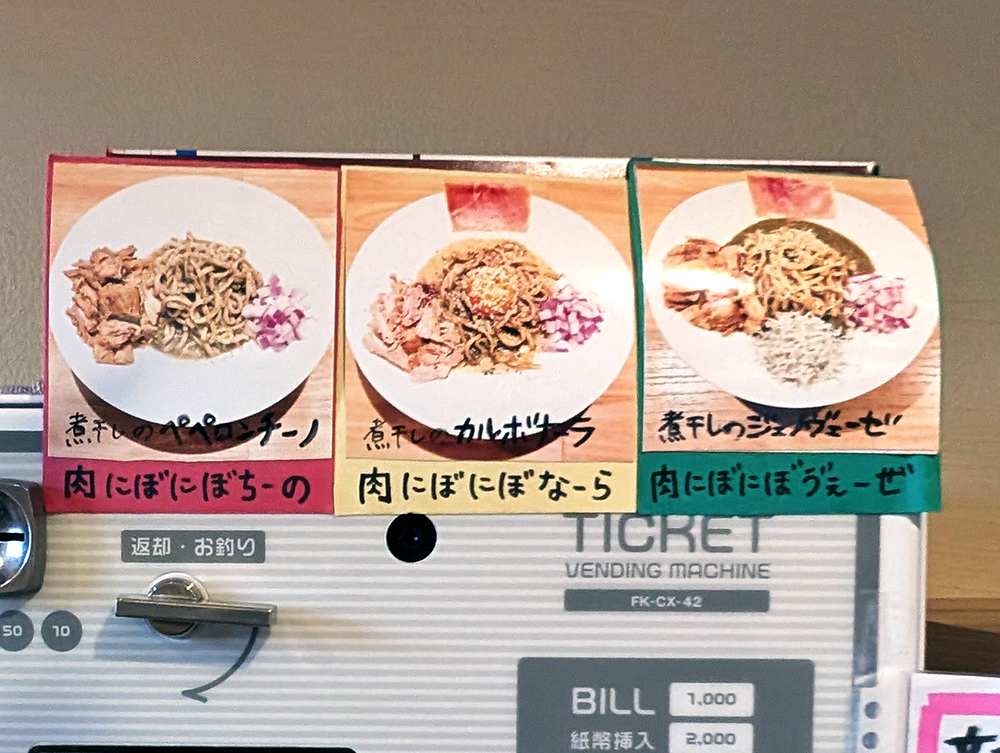 煮干しのペペロンチーノ
肉にぼにぼちーの
煮干しのカルボナーラ
肉にぼにぼなーら
煮干しのジェノヴェーゼ
肉にぼにぼゔぇーぜ
返却・お釣り
50
10
TICKET
VENDING MACHINE
FK-CX-42
BILL
1,000
紙幣挿入
2,000